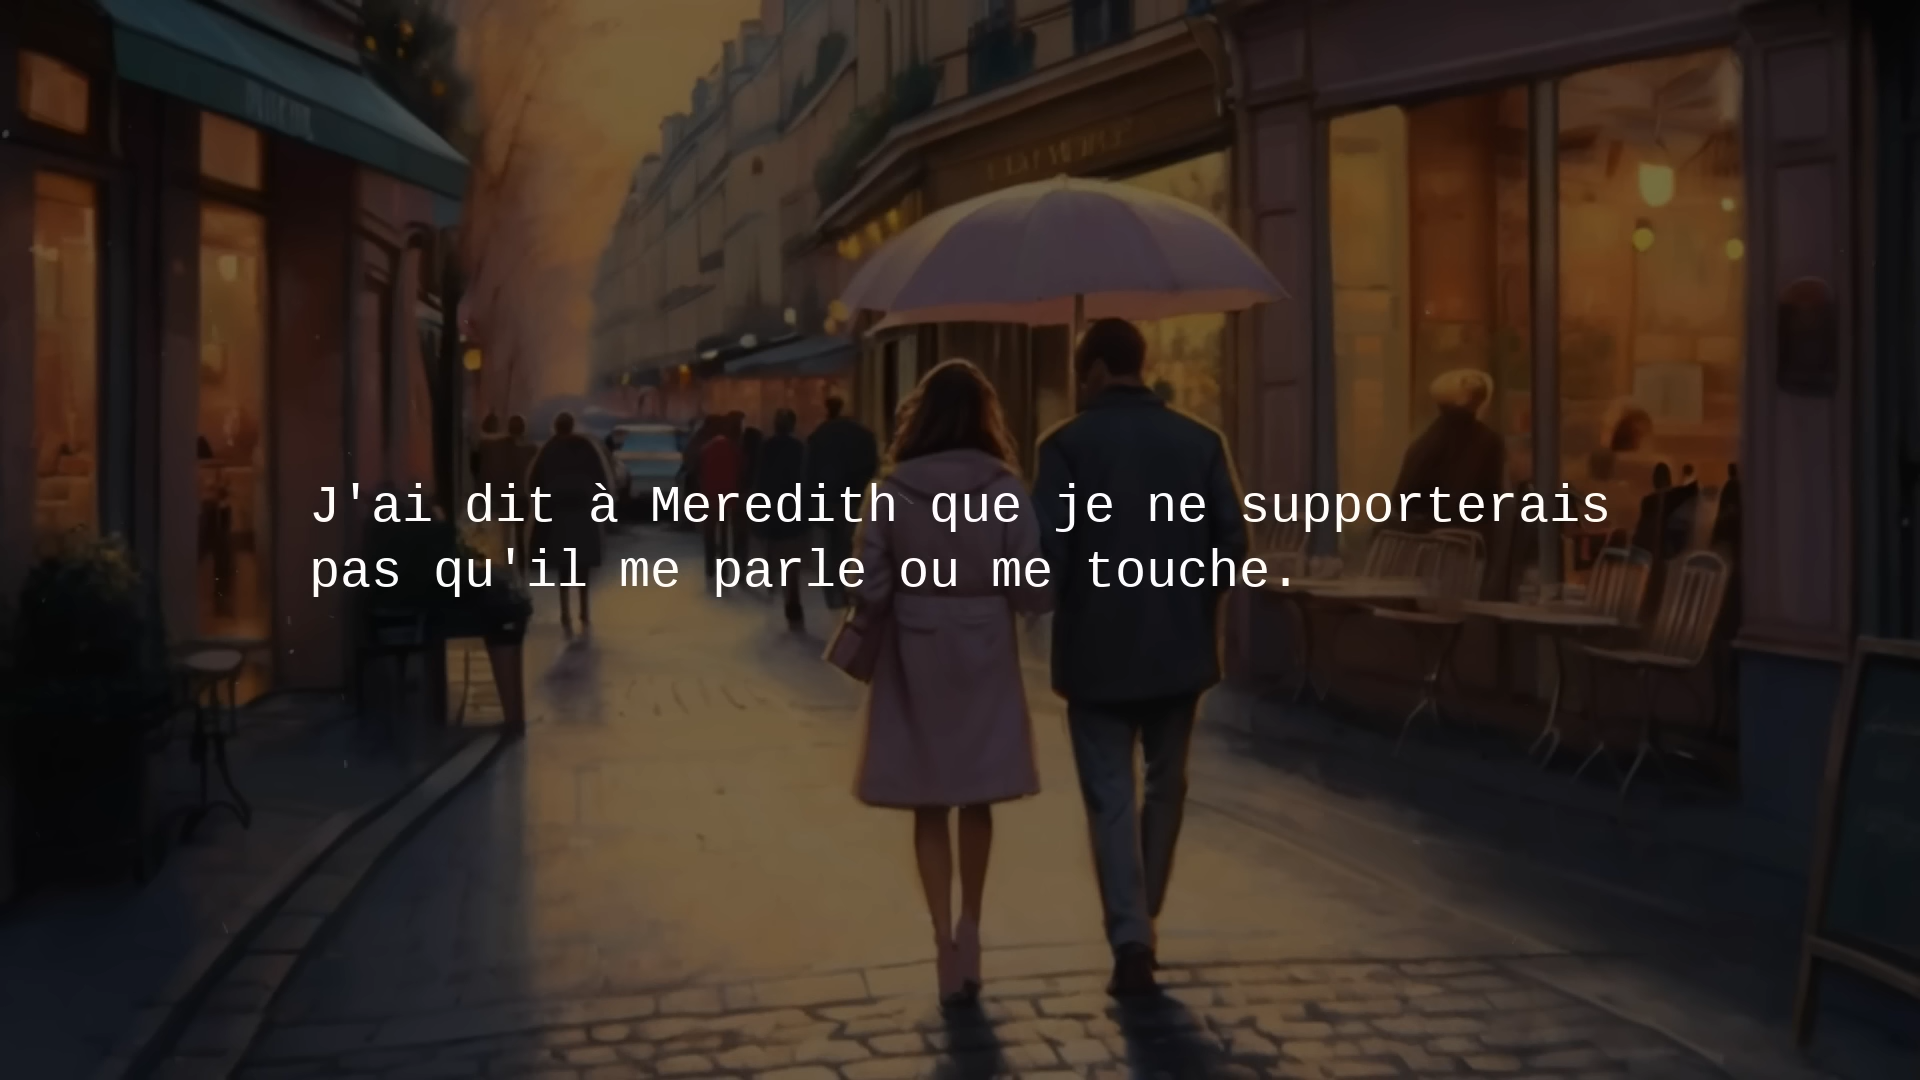 J'ai dit à Meredith que je ne supporterais
pas qu'il me parle ou me touche.